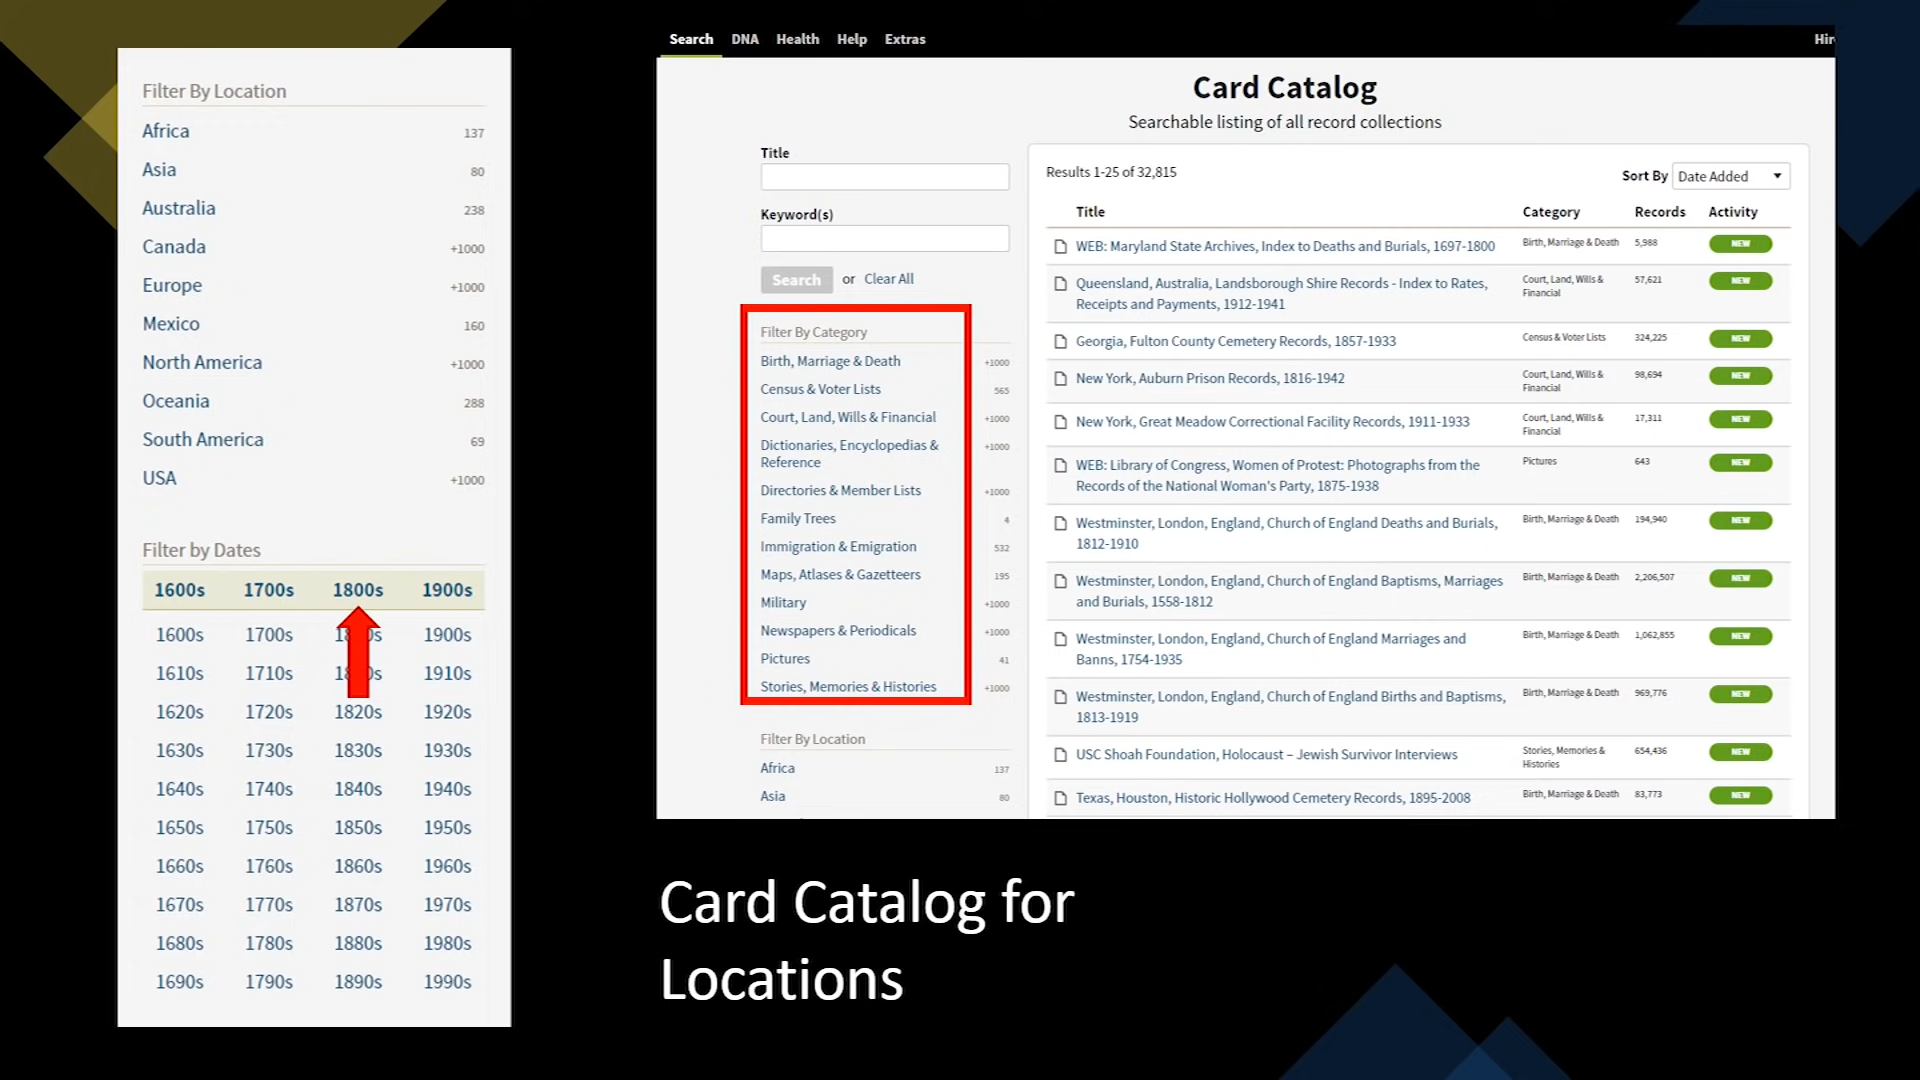 Filter By Location
Africa 137
Asia 80
Australia 238
Canada +1000
Europe +1000
Mexico 160
North America +1000
Oceania 288
South America 69
USA +1000
Filter by Dates
1600s 1700s 1800s 1900s
1600s 1700s 1900s
1610s 1710s 1910s
1620s 1720s 1820s 1920s
1630s 1730s 1830s 1930s
1640s 1740s 1840s 1940s
1650s 1750s 1850s 1950s
1660s 1760s 1860s 1960s
1670s 1770s 1870s 1970s
1680s 1780s 1880s 1980s
1690s 1790s 1890s 1990s
Search DNA Health Help Extras
Card Catalog
Searchable listing of all record collections
Title
Keyword(s)
Search or Clear All
Filter By Category
Birth, Marriage & Death +1000
Census & Voter Lists 565
Court, Land, Wills & Financial +1000
Dictionaries, Encyclopedias & +1000
Reference
Directories & Member Lists +1000
Family Trees 4
Immigration & Emigration 532
Maps, Atlases & Gazetteers 195
Military +1000
Newspapers & Periodicals +1000
Pictures 41
Stories, Memories & Histories +1000
Filter By Location
Africa 137
Asia 80
Results 1-25 of 32,815
Sort By Date Added
Title Category Records Activity
WEB: Maryland State Archives, Index to Deaths and Burials, 1697-1800 Birth, Marriage & Death 5,988 NEW
Queensland, Australia, Landsborough Shire Records - Index to Rates, Court, Land, Wills & 57,621 NEW
Receipts and Payments, 1912-1941 Financial
Georgia, Fulton County Cemetery Records, 1857-1933 Census & Voter Lists 324,225 NEW
New York, Auburn Prison Records, 1816-1942 Court, Land, Wills & 98,694 NEW
Financial
New York, Great Meadow Correctional Facility Records, 1911-1933 Court, Land, Wills & 17,311 NEW
Financial
WEB: Library of Congress, Women of Protest: Photographs from the Pictures 643 NEW
Records of the National Woman's Party, 1875-1938
Westminster, London, England, Church of England Deaths and Burials, Birth, Marriage & Death 194,940 NEW
1812-1910
Westminster, London, England, Church of England Baptisms, Marriages Birth, Marriage & Death 2,206,507 NEW
and Burials, 1558-1812
Westminster, London, England, Church of England Marriages and Birth, Marriage & Death 1,062,855 NEW
Banns, 1754-1935
Westminster, London, England, Church of England Births and Baptisms, Birth, Marriage & Death 969,776 NEW
1813-1919
USC Shoah Foundation, Holocaust – Jewish Survivor Interviews Stories, Memories & 654,436 NEW
Histories
Texas, Houston, Historic Hollywood Cemetery Records, 1895-2008 Birth, Marriage & Death 83,773 NEW
Card Catalog for
Locations